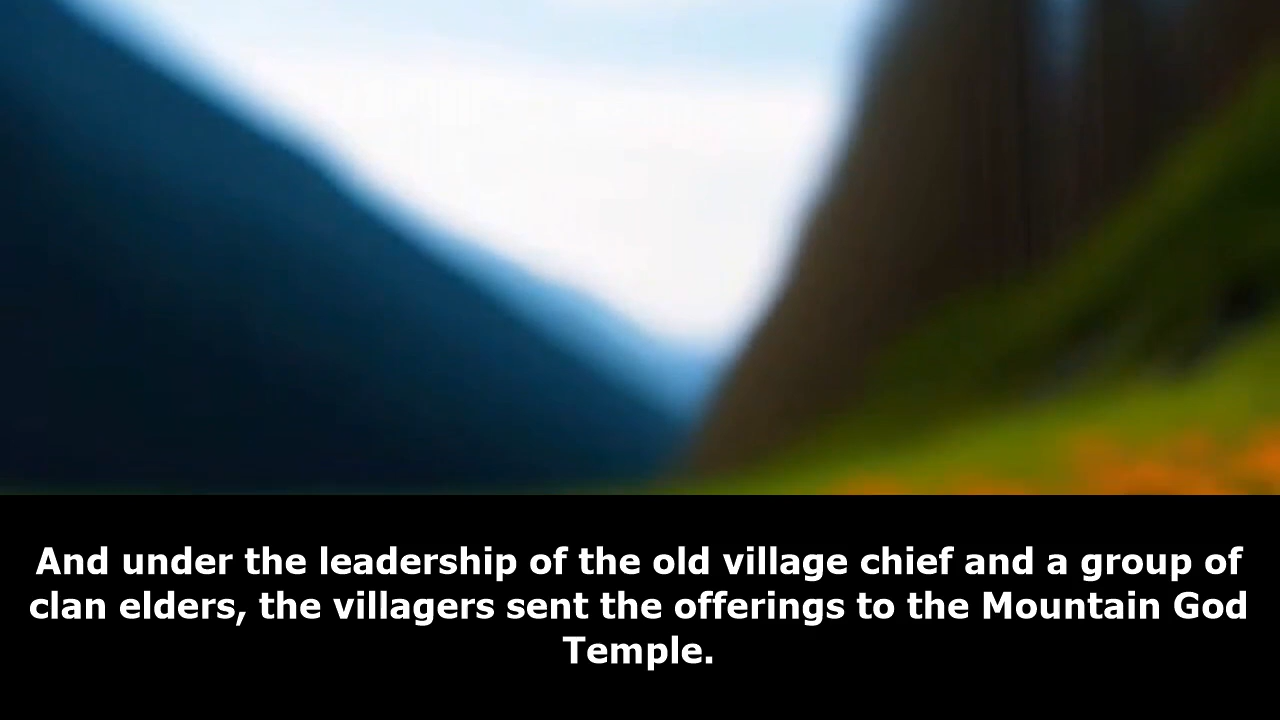 And under the leadership of the old village chief and a group of
clan elders, the villagers sent the offerings to the Mountain God
Temple.